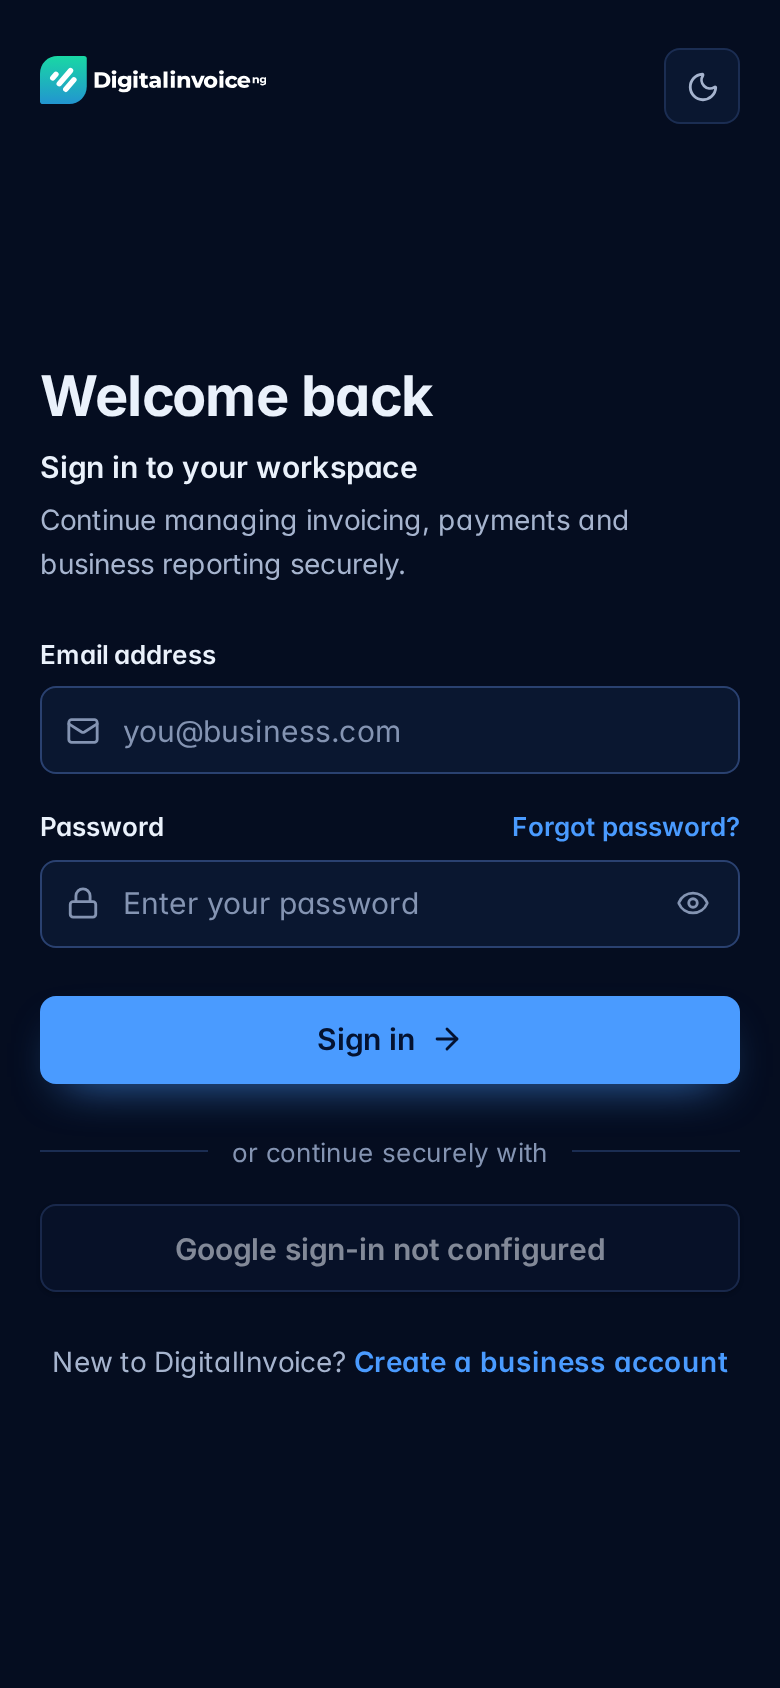 Digitalinvoice ng
Welcome back
Sign in to your workspace
Continue managing invoicing, payments and
business reporting securely.
Email address
you@business.com
Password
Forgot password?
Enter your password
Sign in →
or continue securely with
Google sign-in not configured
New to DigitalInvoice? Create a business account